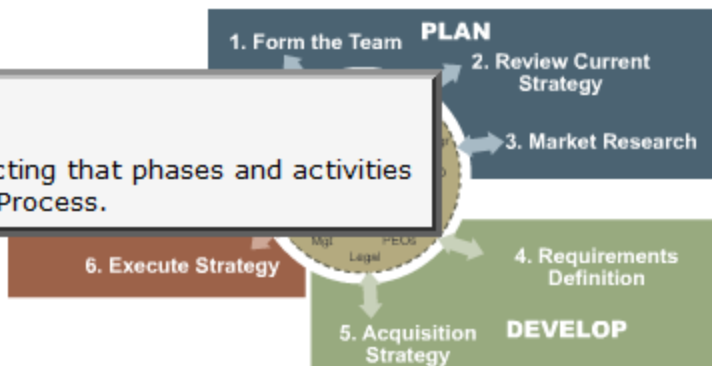 PLAN
1. Form the Team
2. Review Current
Strategy
3. Market Research
cting that phases and activities
Process.
Mgt
PEOs
Legal
6. Execute Strategy
4. Requirements
Definition
5. Acquisition
Strategy
DEVELOP